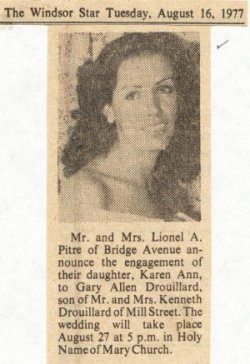 The Windsor Star Tuesday, August 16, 1977
Mr. and Mrs. Lionel A.
Pitre of Bridge Avenue an-
nounce the engagement of
their daughter, Karen Ann,
to Gary Allen Drouillard,
son of Mr. and Mrs. Kenneth
Drouillard of Mill Street. The
wedding will take place
August 27 at 5 p.m. in Holy
Name of Mary Church.